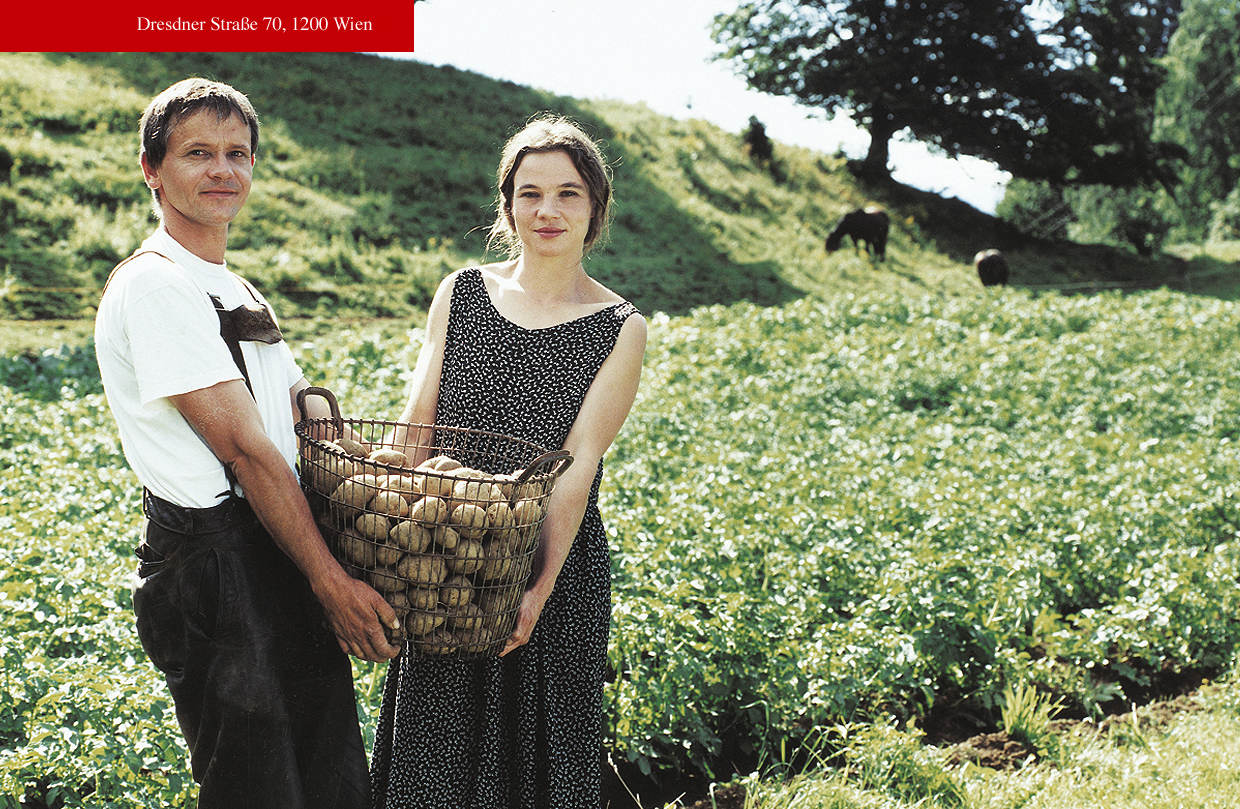 Dresdner Straße 70, 1200 Wien